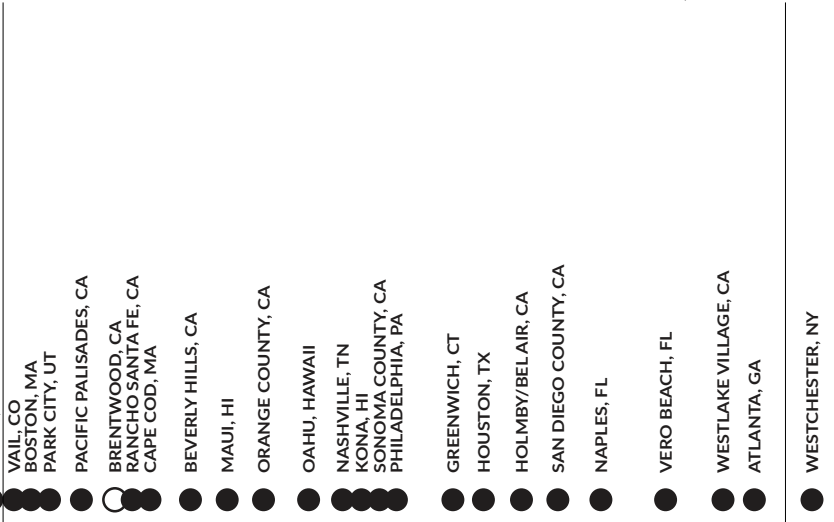 VAIL, CO
BOSTON, MA
PARK CITY, UT
PACIFIC PALISADES, CA
BRENTWOOD, CA
RANCHO SANTA FE, CA
CAPE COD, MA
BEVERLY HILLS, CA
MAUI, HI
ORANGE COUNTY, CA
OAHU, HAWAII
NASHVILLE, TN
KONA, HI
SONOMA COUNTY, CA
PHILADELPHIA, PA
GREENWICH, CT
HOUSTON, TX
HOLMBY/BEL AIR, CA
SAN DIEGO COUNTY, CA
NAPLES, FL
VERO BEACH, FL
WESTLAKE VILLAGE, CA
ATLANTA, GA
WESTCHESTER, NY